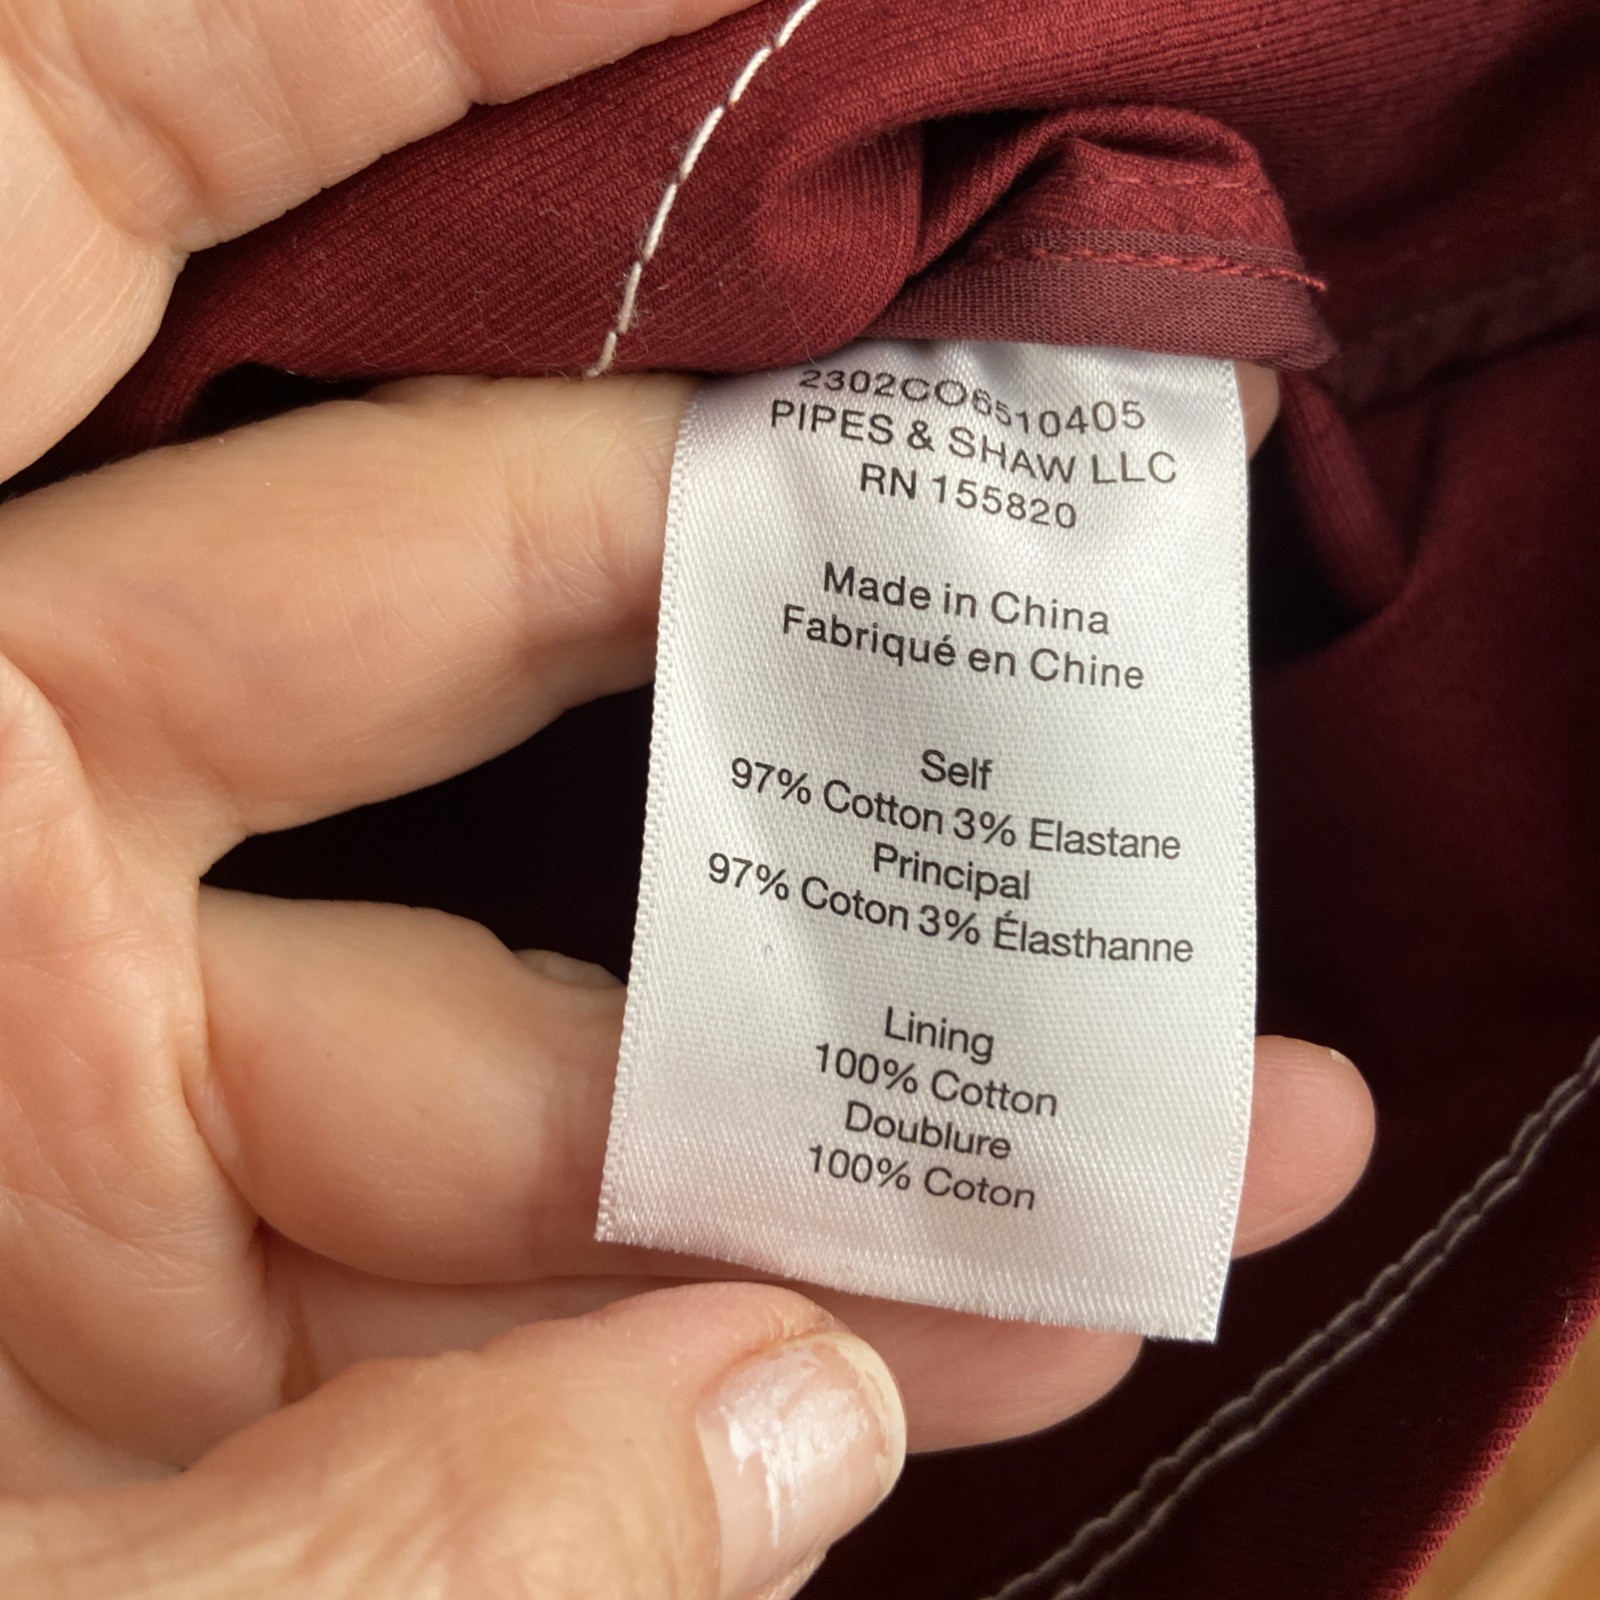 2302CO6510405
PIPES & SHAW LLC
RN 155820
Made in China
Fabriqué en Chine
Self
97% Cotton 3% Elastane
Principal
97% Coton 3% Élasthanne
Lining
100% Cotton
Doublure
100% Coton